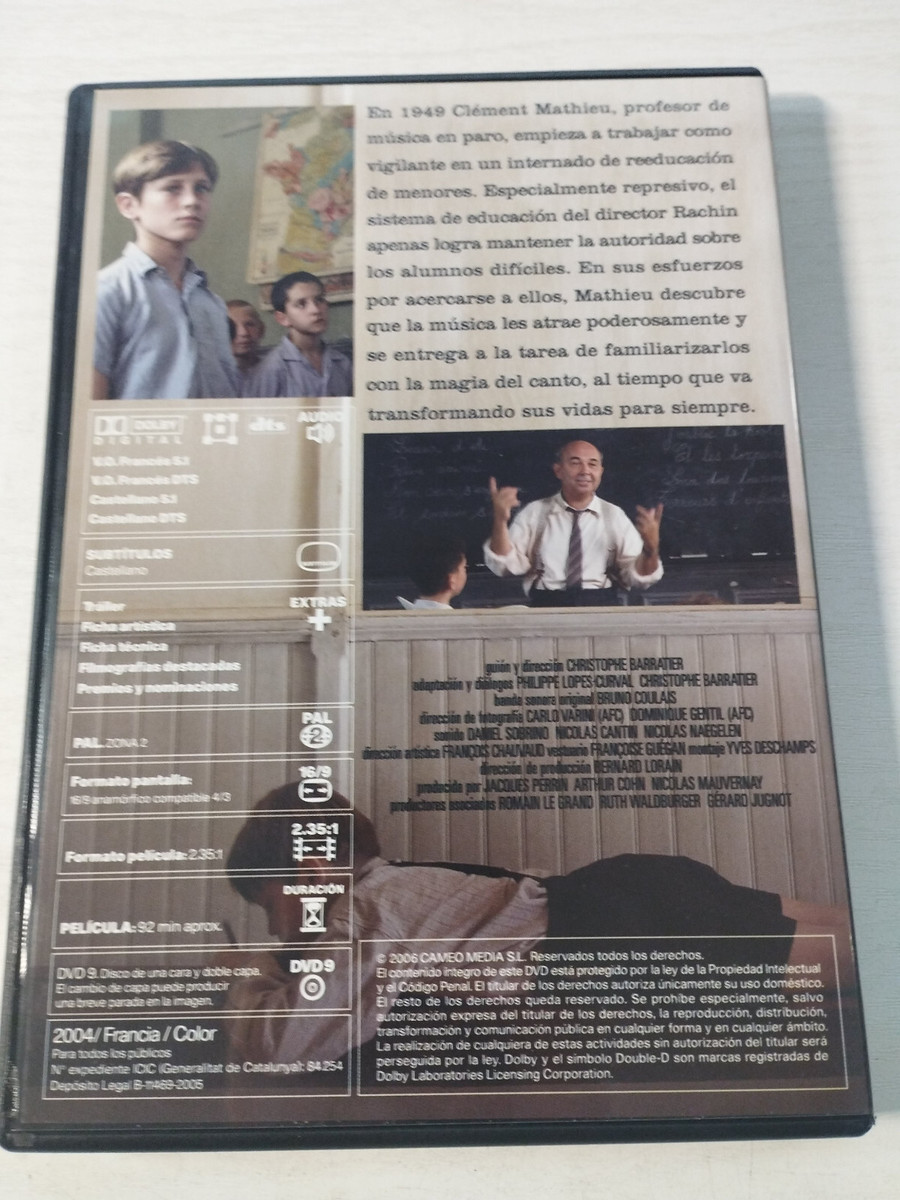 En 1949 Clément Mathieu, profesor de
música en paro, empieza a trabajar como
vigilante en un internado de reeducación
de menores. Especialmente represivo, el
sistema de educación del director Rachin
apenas logra mantener la autoridad sobre
los alumnos difíciles. En sus esfuerzos
por acercarse a ellos, Mathieu descubre
que la música les atrae poderosamente y
se entrega a la tarea de familiarizarlos
con la magia del canto, al tiempo que va
transformando sus vidas para siempre.
DOLBY
DIGITAL
dts
AUDIO
V.O. Francés 5.1
V.O. Francés DTS
Castellano 5.1
Castellano DTS
SUBTÍTULOS
Castellano
EXTRAS
Tráiler
Ficha artística
Ficha técnica
Filmografías destacadas
Premios y nominaciones
PAL
2
PAL. ZONA 2
16/9
Formato pantalla:
16/9 anamórfico compatible 4/3
2.35:1
Formato película: 2.35:1
DURACIÓN
PELÍCULA: 92 min aprox.
DVD 9
DVD 9. Disco de una cara y doble capa.
El cambio de capa puede producir
una breve parada en la imagen.
2004 / Francia / Color
Para todos los públicos
N° expediente ICIC (Generalitat de Catalunya): 84254
Depósito Legal B-11469-2005
guión y dirección CHRISTOPHE BARRATIER
adaptación y diálogos PHILIPPE LOPES-CURVAL CHRISTOPHE BARRATIER
banda sonora original BRUNO COULAIS
dirección de fotografía CARLO VARINI (AFC) DOMINIQUE GENTIL (AFC)
sonido DANIEL SOBRINO NICOLAS CANTIN NICOLAS NAEGELEN
dirección artística FRANÇOIS CHAUVAUD vestuario FRANÇOISE GUÉGAN montaje YVES DESCHAMPS
dirección de producción BERNARD LORAIN
producida por JACQUES PERRIN ARTHUR COHN NICOLAS MAUVERNAY
productores asociados ROMAIN LE GRAND RUTH WALDBURGER GÉRARD JUGNOT
© 2006 CAMEO MEDIA S.L. Reservados todos los derechos.
El contenido íntegro de este DVD está protegido por la ley de la Propiedad Intelectual
y el Código Penal. El titular de los derechos autoriza únicamente su uso doméstico.
El resto de los derechos queda reservado. Se prohíbe especialmente, salvo
autorización expresa del titular de los derechos, la reproducción, distribución,
transformación y comunicación pública en cualquier forma y en cualquier ámbito.
La realización de cualquiera de estas actividades sin autorización del titular será
perseguida por la ley. Dolby y el símbolo Double-D son marcas registradas de
Dolby Laboratories Licensing Corporation.